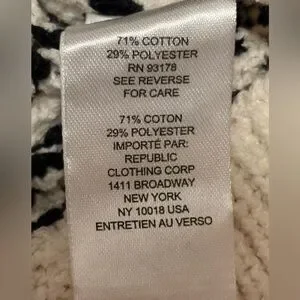 71% COTTON
29% POLYESTER
RN 93178
SEE REVERSE
FOR CARE
71% COTON
29% POLYESTER
IMPORTÉ PAR:
REPUBLIC
CLOTHING CORP
1411 BROADWAY
NEW YORK
NY 10018 USA
ENTRETIEN AU VERSO